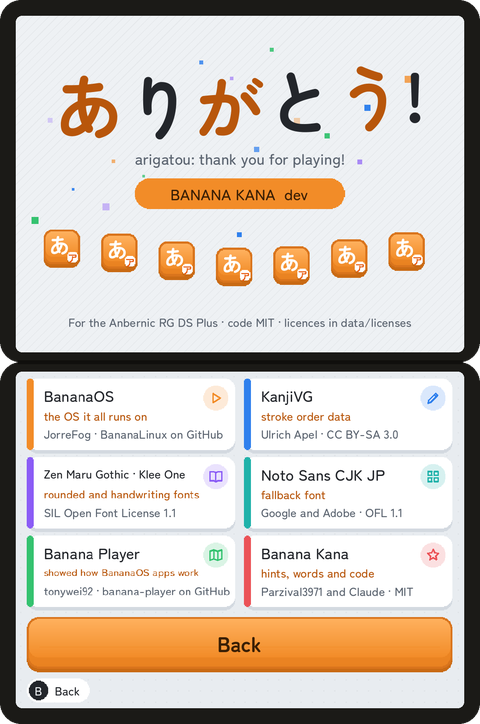 ありがとう!
arigatou: thank you for playing!
BANANA KANA dev
あ ア あ ア あ ア あ ア あ ア あ ア あ ア
For the Anbernic RG DS Plus · code MIT · licences in data/licenses
BananaOS
the OS it all runs on
JorreFog · BananaLinux on GitHub
KanjiVG
stroke order data
Ulrich Apel · CC BY-SA 3.0
Zen Maru Gothic · Klee One
rounded and handwriting fonts
SIL Open Font License 1.1
Noto Sans CJK JP
fallback font
Google and Adobe · OFL 1.1
Banana Player
showed how BananaOS apps work
tonywei92 · banana-player on GitHub
Banana Kana
hints, words and code
Parzival3971 and Claude · MIT
Back
B Back